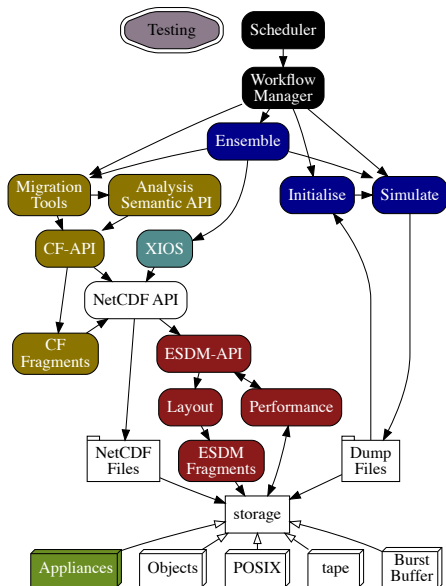 Testing
Scheduler
Workflow
Manager
Ensemble
Migration
Tools
Analysis
Semantic API
Initialise
Simulate
CF-API
XIOS
NetCDF API
CF
Fragments
ESDM-API
Layout
Performance
NetCDF
Files
ESDM
Fragments
Dump
Files
storage
Appliances
Objects
POSIX
tape
Burst
Buffer